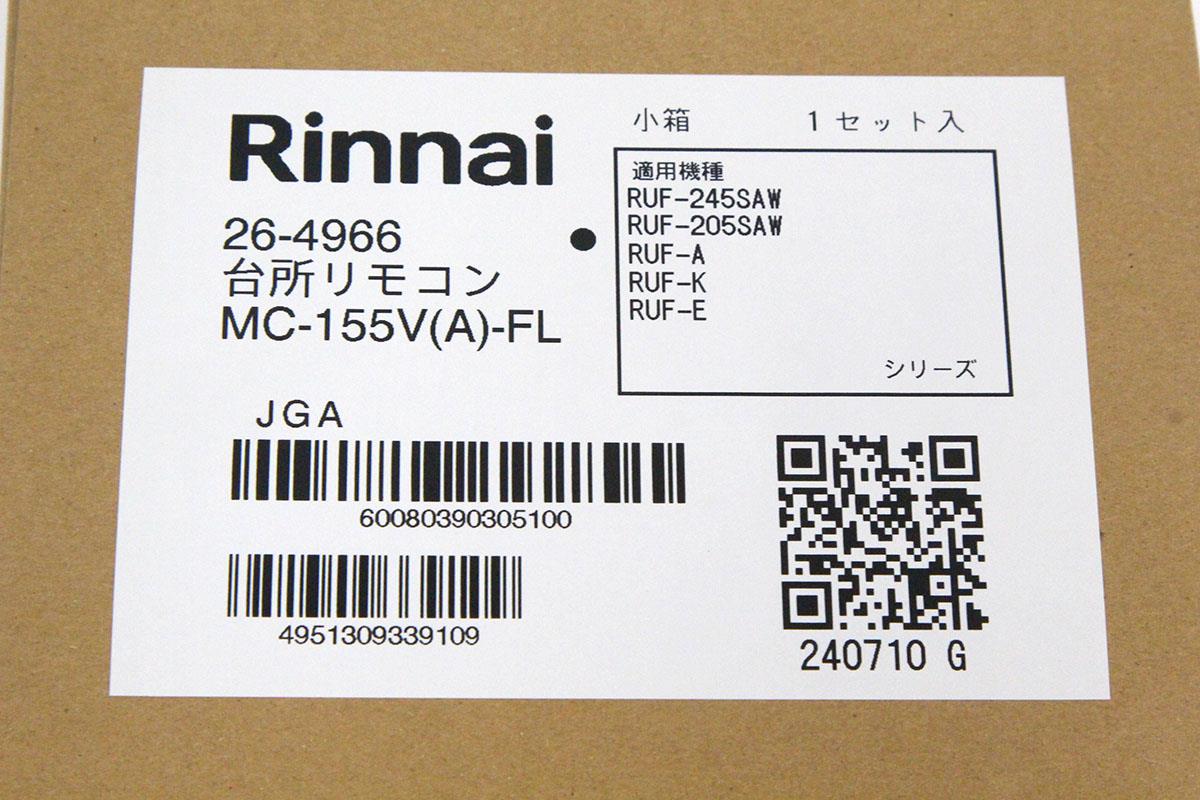 Rinnai
小箱 1セット入
26-4966
台所リモコン
MC-155V(A)-FL
適用機種
RUF-245SAW
RUF-205SAW
RUF-A
RUF-K
RUF-E
シリーズ
JGA
60080390305100
4951309339109
240710 G